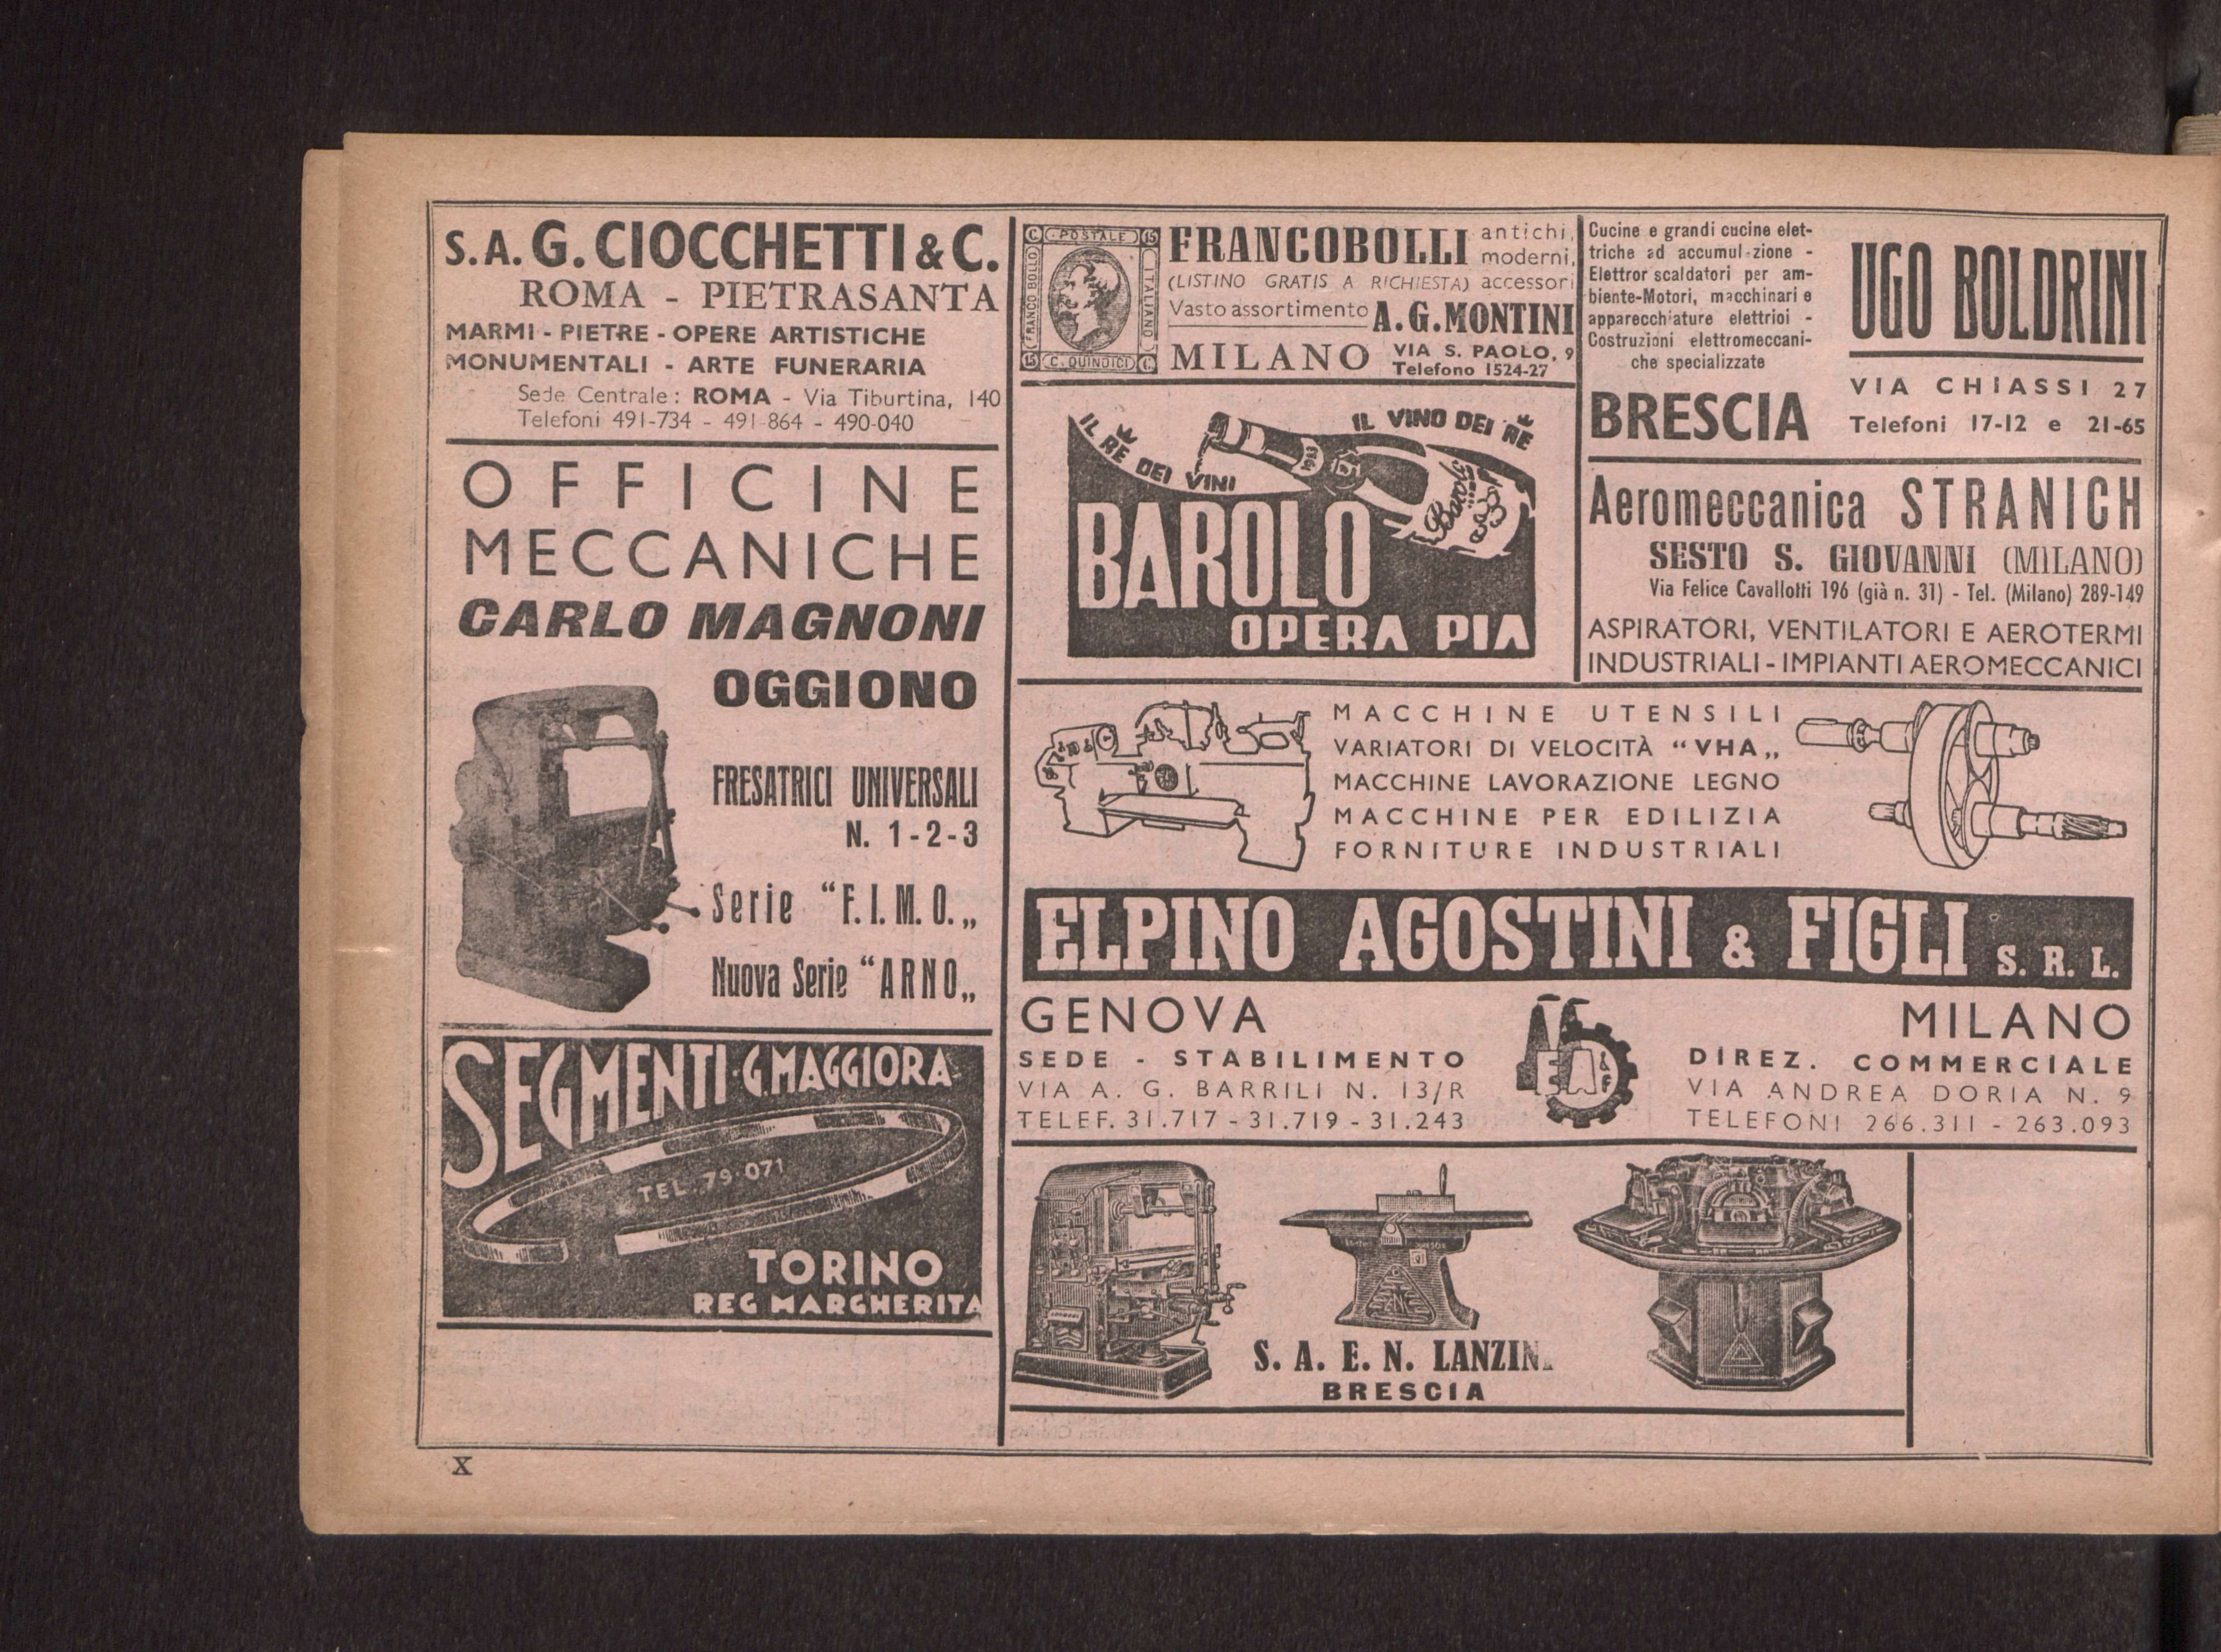 S. A. G. CIOCCHETTI & C.
ROMA - PIETRASANTA
MARMI - PIETRE - OPERE ARTISTICHE
MONUMENTALI - ARTE FUNERARIA
Sede Centrale: ROMA - Via Tiburtina, 140
Telefoni 491-734 - 491-864 - 490-040
OFFICINE
MECCANICHE
CARLO MAGNONI
OGGIONO
FRESATRICI UNIVERSALI
N. 1-2-3
Serie “F.I.M.O.„
Nuova Serie “ARNO„
SEGMENTI-G.MAGGIORA-
TEL. 79-071
TORINO
REG MARGHERITA
C POSTALE 15
FRANCO BOLLO
ITALIANO
15 C. QUINDICI C
FRANCOBOLLI antichi,
moderni,
(LISTINO GRATIS A RICHIESTA) accessori
Vasto assortimento A. G. MONTINI
MILANO VIA S. PAOLO, 9
Telefono 1524-27
IL RE DEI VINI
IL VINO DEI RE
1913
Barolo
BAROLO
OPERA PIA
Cucine e grandi cucine elet-
triche ad accumul zione -
Elettror scaldatori per am-
biente-Motori, macchinari e
apparecchiature elettrioi -
Costruzioni elettromeccani-
che specializzate
BRESCIA
UGO BOLDRINI
VIA CHIASSI 27
Telefoni 17-12 e 21-65
Aeromeccanica STRANICH
SESTO S. GIOVANNI (MILANO)
Via Felice Cavallotti 196 (già n. 31) - Tel. (Milano) 289-149
ASPIRATORI, VENTILATORI E AEROTERMI
INDUSTRIALI - IMPIANTI AEROMECCANICI
MACCHINE UTENSILI
VARIATORI DI VELOCITÀ “VHA„
MACCHINE LAVORAZIONE LEGNO
MACCHINE PER EDILIZIA
FORNITURE INDUSTRIALI
ELPINO AGOSTINI & FIGLI S. R. L.
GENOVA
SEDE - STABILIMENTO
VIA A. G. BARRILI N. 13/R
TELEF. 31.717 - 31.719 - 31.243
EA&F
MILANO
DIREZ. COMMERCIALE
VIA ANDREA DORIA N. 9
TELEFONI 266.311 - 263.093
S. A. E. N. LANZIN
BRESCIA
X